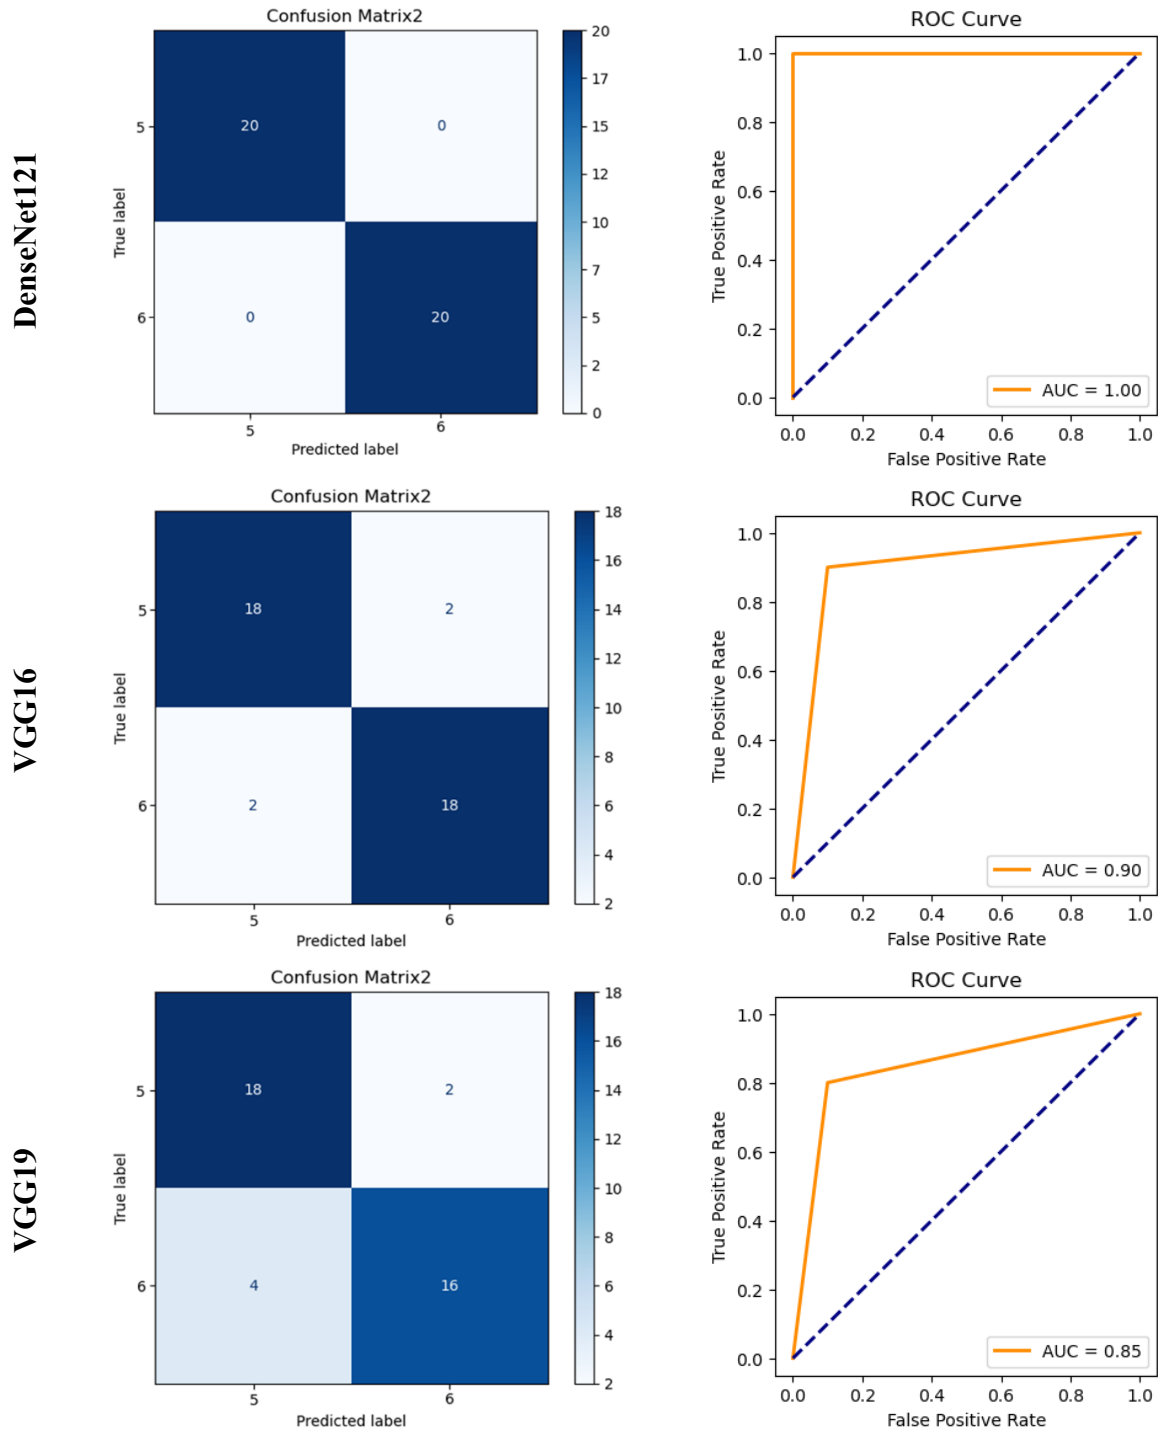 DenseNet121
Confusion Matrix2
True label
5
6
20
0
0
20
5
6
Predicted label
20
17
15
12
10
7
5
2
0
ROC Curve
True Positive Rate
1.0
0.8
0.6
0.4
0.2
0.0
AUC = 1.00
0.0 0.2 0.4 0.6 0.8 1.0
False Positive Rate
VGG16
Confusion Matrix2
True label
5
6
18
2
2
18
5
6
Predicted label
18
16
14
12
10
8
6
4
2
ROC Curve
True Positive Rate
1.0
0.8
0.6
0.4
0.2
0.0
AUC = 0.90
0.0 0.2 0.4 0.6 0.8 1.0
False Positive Rate
VGG19
Confusion Matrix2
True label
5
6
18
2
4
16
5
6
Predicted label
18
16
14
12
10
8
6
4
2
ROC Curve
True Positive Rate
1.0
0.8
0.6
0.4
0.2
0.0
AUC = 0.85
0.0 0.2 0.4 0.6 0.8 1.0
False Positive Rate